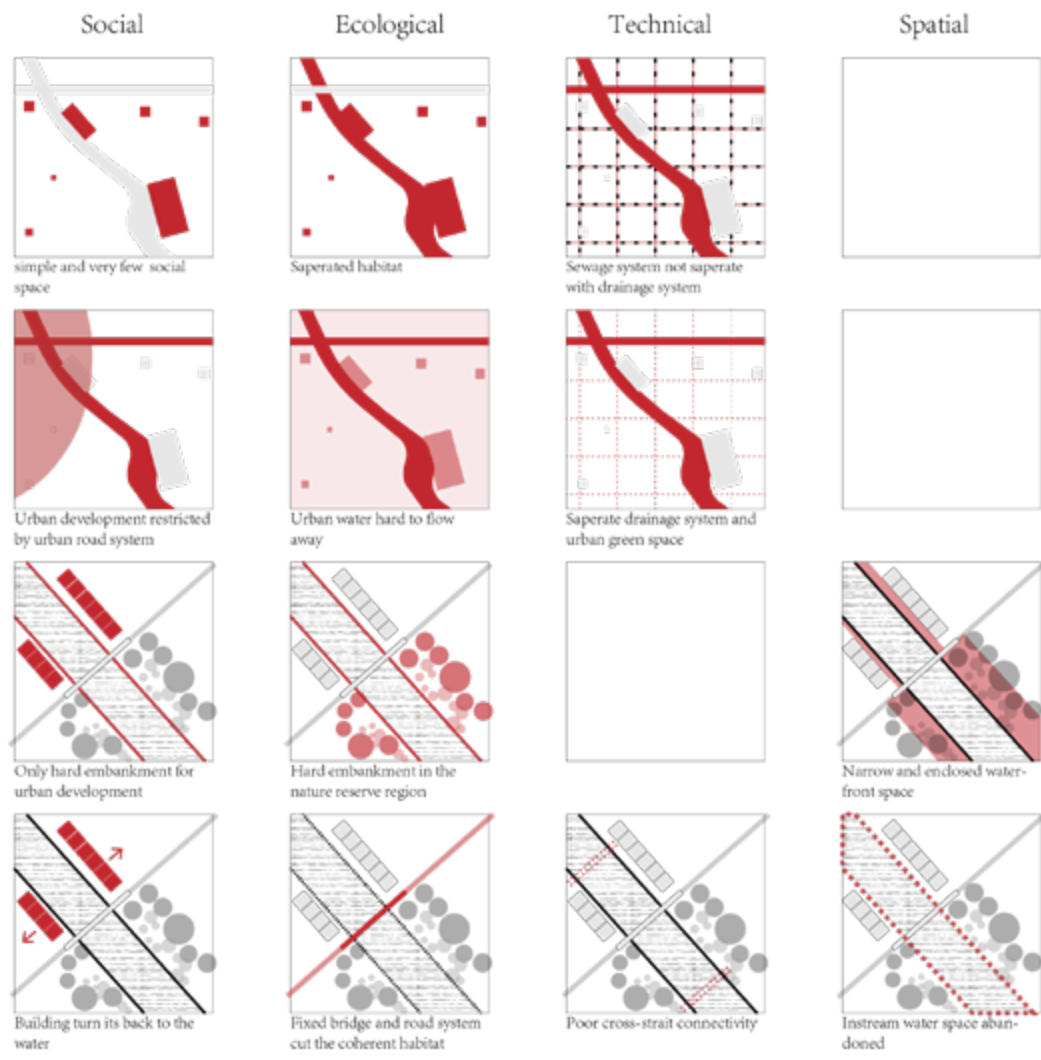 Social
Ecological
Technical
Spatial
simple and very few social
space
Saperated habitat
Sewage system not saperate
with drainage system
Urban development restricted
by urban road system
Urban water hard to flow
away
Saperate drainage system and
urban green space
Only hard embankment for
urban development
Hard embankment in the
nature reserve region
Narrow and enclosed water-
front space
Building turn its back to the
water
Fixed bridge and road system
cut the coherent habitat
Poor cross-strait connectivity
Instream water space aban-
doned